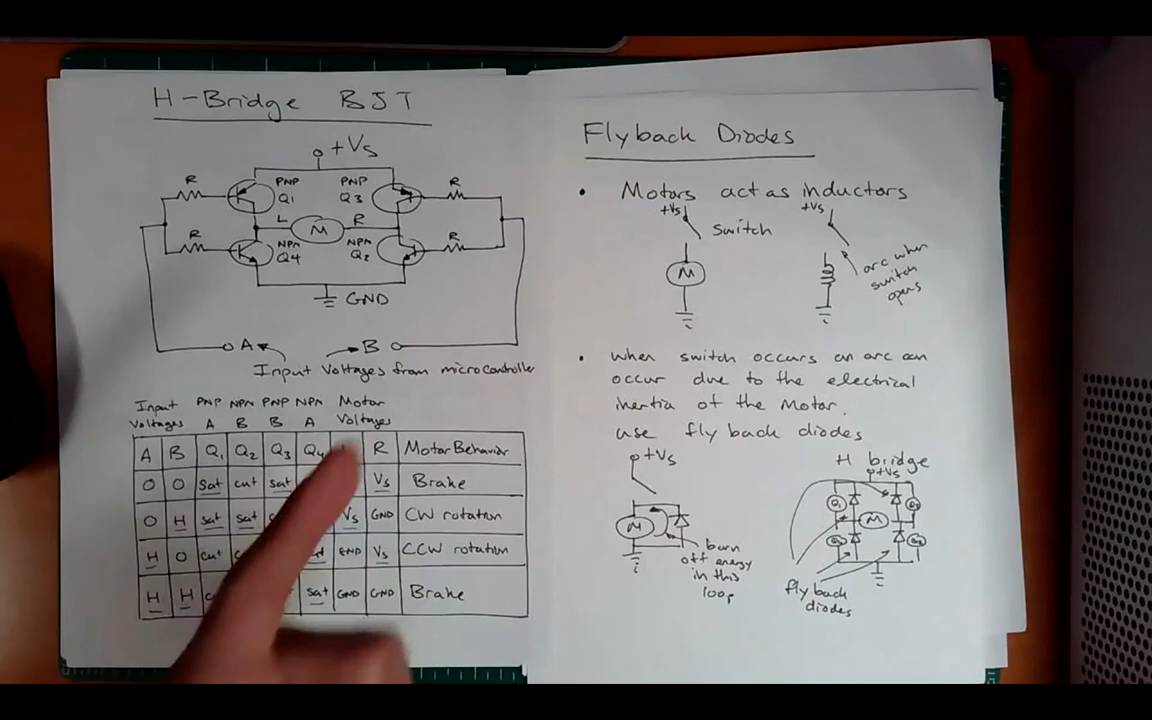 H-Bridge BJT
+Vs
R PNP PNP R
Q1 Q3
L M R
R NPN NPN R
Q4 Q2
GND
A B
Input Voltages from microcontroller
Input PNP NPN PNP NPN Motor
Voltages A B B A Voltages
A B Q1 Q2 Q3 Q4 R Motor Behavior
0 0 sat cut sat Vs Brake
0 H sat sat Vs GND CW rotation
H 0 cut GND Vs CCW rotation
H H sat GND GND Brake
Flyback Diodes
• Motors act as inductors
+Vs +Vs
switch
M
arc when
switch
opens
• when switch occurs an arc can
occur due to the electrical
inertia of the Motor.
use fly back diodes
+Vs
M
burn
off energy
in this
loop
H bridge
+Vs
Q1 Q3
M
Q4 Q2
fly back
diodes